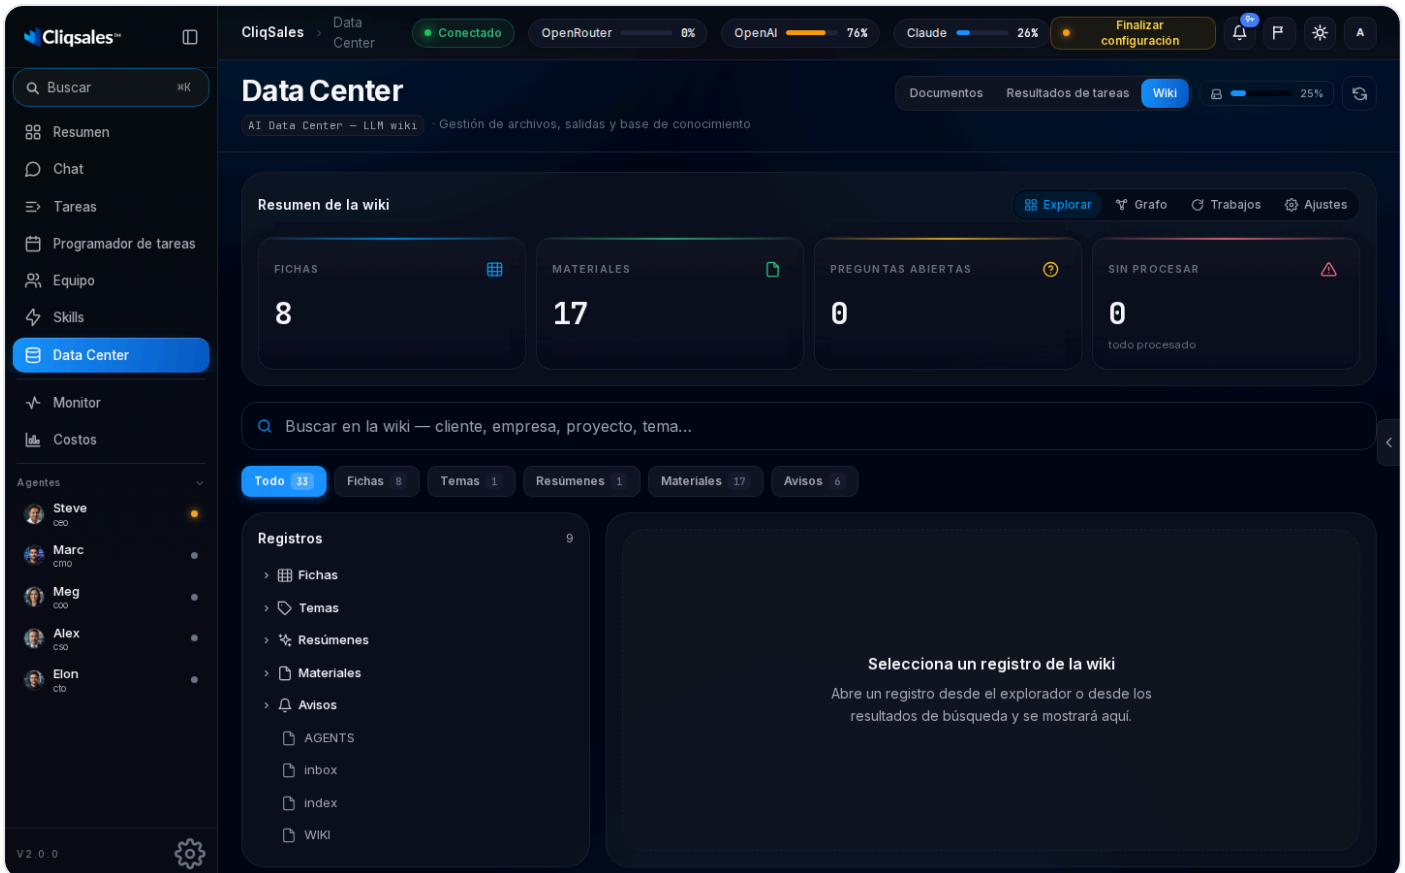 Cliqsales™
Buscar ⌘K
Resumen
Chat
Tareas
Programador de tareas
Equipo
Skills
Data Center
Monitor
Costos
Agentes
Steve
ceo
Marc
cmo
Meg
coo
Alex
cso
Elon
cto
V2.0.0
CliqSales › Data
Center
Conectado
OpenRouter 0%
OpenAI 76%
Claude 26%
Finalizar
configuración
9+
A
Data Center
AI Data Center — LLM wiki · Gestión de archivos, salidas y base de conocimiento
Documentos
Resultados de tareas
Wiki
25%
Resumen de la wiki
Explorar
Grafo
Trabajos
Ajustes
FICHAS
8
MATERIALES
17
PREGUNTAS ABIERTAS
0
SIN PROCESAR
0
todo procesado
Buscar en la wiki — cliente, empresa, proyecto, tema...
Todo 33
Fichas 8
Temas 1
Resúmenes 1
Materiales 17
Avisos 6
Registros 9
Fichas
Temas
Resúmenes
Materiales
Avisos
AGENTS
inbox
index
WIKI
Selecciona un registro de la wiki
Abre un registro desde el explorador o desde los
resultados de búsqueda y se mostrará aquí.